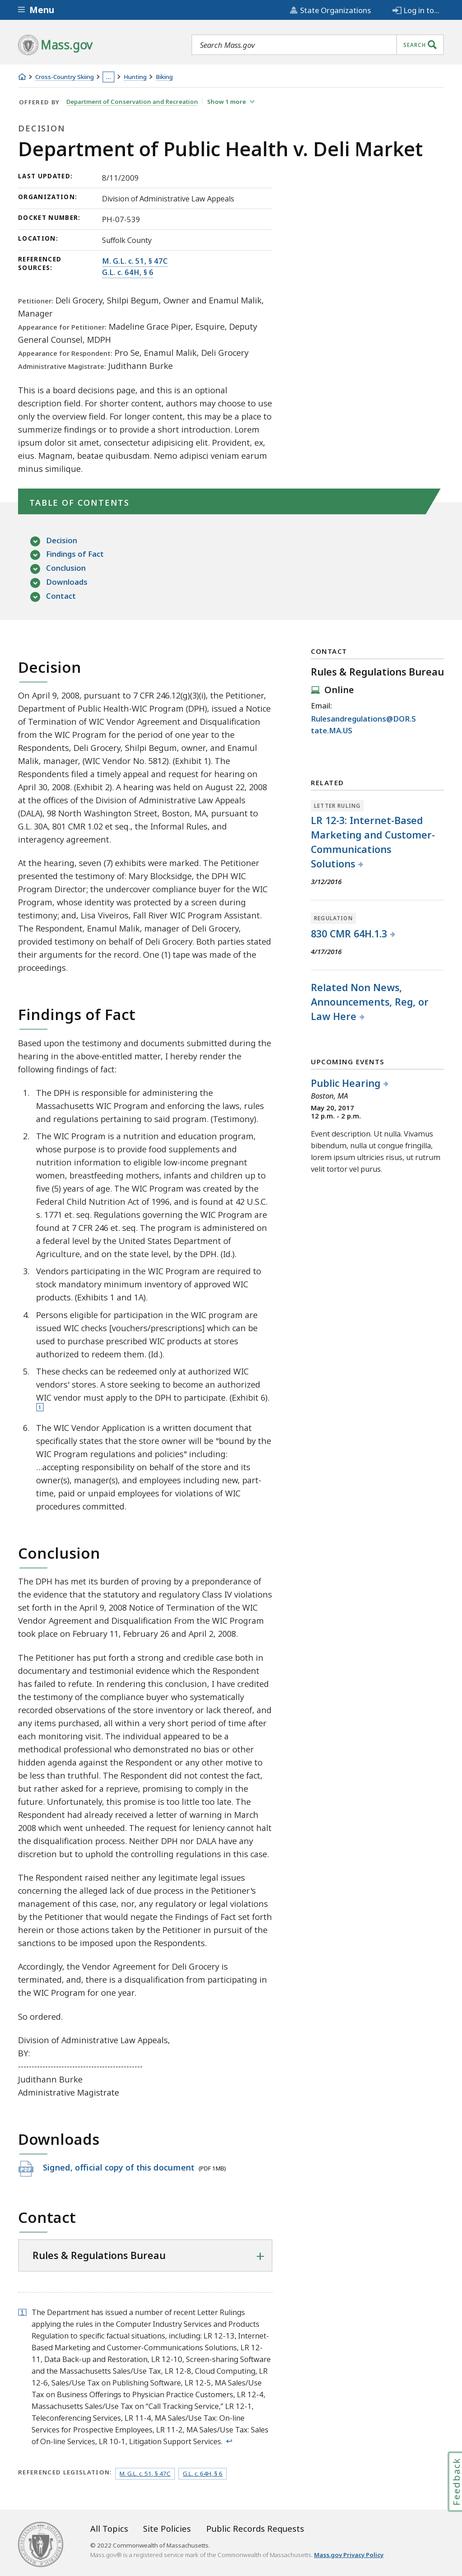 Menu
State Organizations
Log in to...
Mass.gov
Search Mass.gov
SEARCH
Cross-Country Skiing
...
Hunting
Biking
OFFERED BY Department of Conservation and Recreation Show 1 more
DECISION
Department of Public Health v. Deli Market
LAST UPDATED: 8/11/2009
ORGANIZATION: Division of Administrative Law Appeals
DOCKET NUMBER: PH-07-539
LOCATION: Suffolk County
REFERENCED SOURCES:
M. G.L. c. 51, § 47C
G.L. c. 64H, § 6
Petitioner: Deli Grocery, Shilpi Begum, Owner and Enamul Malik,
Manager
Appearance for Petitioner: Madeline Grace Piper, Esquire, Deputy
General Counsel, MDPH
Appearance for Respondent: Pro Se, Enamul Malik, Deli Grocery
Administrative Magistrate: Judithann Burke
This is a board decisions page, and this is an optional
description field. For shorter content, authors may choose to use
only the overview field. For longer content, this may be a place to
offer more information or to provide a short introduction. Lorem
ipsum dolor sit amet, consectetur adipisicing elit. Provident, ex,
eius. Magnam, beatae quibusdam. Nemo adipisci veniam earum
minus similique.
TABLE OF CONTENTS
Decision
Findings of Fact
Conclusion
Downloads
Contact
Decision
On April 9, 2008, pursuant to 7 CFR 246.12(g)(3)(i), the Petitioner,
Department of Public Health-WIC Program (DPH), issued a Notice
of Termination of WIC Vendor Agreement and Disqualification
from the WIC Program for the period of one year to the
Respondents, Deli Grocery, Shilpi Begum, owner, and Enamul
Malik, manager, (WIC Vendor No. 5812). (Exhibit 1). The
Respondents filed a timely appeal and request for hearing on
April 30, 2008. (Exhibit 2). A hearing was held on August 22, 2008
at the offices of the Division of Administrative Law Appeals
(DALA), 98 North Washington Street, Boston, MA, pursuant to
G.L. 30A, 801 CMR 1.02 et seq., the Informal Rules, and
interagency agreement.
At the hearing, seven (7) exhibits were marked. The Petitioner
presented the testimony of: Mary Blocksidge, the DPH WIC
Program Director; the undercover compliance buyer for the WIC
Program, whose identity was protected by a screen during
testimony; and, Lisa Viveiros, Fall River WIC Program Assistant.
The Respondent, Enamul Malik, manager of Deli Grocery,
provided testimony on behalf of Deli Grocery. Both parties stated
their arguments for the record. One (1) tape was made of the
proceedings.
Findings of Fact
Based upon the testimony and documents submitted during the
hearing in the above-entitled matter, I hereby render the
following findings of fact:
1. The DPH is responsible for administering the
Massachusetts WIC Program and enforcing the laws, rules
and regulations pertaining to said program. (Testimony).
2. The WIC Program is a nutrition and education program,
whose purpose is to provide food supplements and
nutrition information to eligible low-income pregnant
women, breastfeeding mothers, infants and children up to
five (5) years of age. The WIC Program was created by the
Federal Child Nutrition Act of 1996, and is found at 42 U.S.C.
s. 1771 et. seq. Regulations governing the WIC Program are
found at 7 CFR 246 et. seq. The program is administered on
a federal level by the United States Department of
Agriculture, and on the state level, by the DPH. (Id.).
3. Vendors participating in the WIC Program are required to
stock mandatory minimum inventory of approved WIC
products. (Exhibits 1 and 1A).
4. Persons eligible for participation in the WIC program are
issued WIC checks [vouchers/prescriptions] which can be
used to purchase prescribed WIC products at stores
authorized to redeem them. (Id.).
5. These checks can be redeemed only at authorized WIC
vendors' stores. A store seeking to become an authorized
WIC vendor must apply to the DPH to participate. (Exhibit 6).
1
6. The WIC Vendor Application is a written document that
specifically states that the store owner will be "bound by the
WIC Program regulations and policies" including:
...accepting responsibility on behalf of the store and its
owner(s), manager(s), and employees including new, part-
time, paid or unpaid employees for violations of WIC
procedures committed.
Conclusion
The DPH has met its burden of proving by a preponderance of
the evidence that the statutory and regulatory Class IV violations
set forth in the April 9, 2008 Notice of Termination of the WIC
Vendor Agreement and Disqualification From the WIC Program
took place on February 11, February 26 and April 2, 2008.
The Petitioner has put forth a strong and credible case both in
documentary and testimonial evidence which the Respondent
has failed to refute. In rendering this conclusion, I have credited
the testimony of the compliance buyer who systematically
recorded observations of the store inventory or lack thereof, and
any items purchased, all within a very short period of time after
each monitoring visit. The individual appeared to be a
methodical professional who demonstrated no bias or other
hidden agenda against the Respondent or any other motive to
be less than truthful. The Respondent did not contest the fact,
but rather asked for a reprieve, promising to comply in the
future. Unfortunately, this promise is too little too late. The
Respondent had already received a letter of warning in March
2008 which went unheeded. The request for leniency cannot halt
the disqualification process. Neither DPH nor DALA have any
discretion but to uphold the controlling regulations in this case.
The Respondent raised neither any legitimate legal issues
concerning the alleged lack of due process in the Petitioner's
measures of this case, nor, any regulatory or legal violations by
the Petitioner. Consequently, based on the Findings of Fact set forth
herein or those actions taken by the Petitioner in pursuit of the
sanctions to be imposed upon the Respondents.
Accordingly, the Vendor Agreement for Deli Grocery is
terminated, and, there is a disqualification from participating in
the WIC Program for one year.
So ordered.
Division of Administrative Law Appeals,
BY:
----------------------------------------------
Judithann Burke
Administrative Magistrate
Downloads
Signed, official copy of this document (PDF 1MB)
Contact
Rules & Regulations Bureau
1 The Department has issued a number of recent Letter Rulings
applying the rules in the Computer Industry Services and Products
Regulation to specific factual situations, including: LR 12-13, Internet-
Based Marketing and Customer-Communications Solutions, LR 12-
11, Data Back-up and Restoration, LR 12-10, Screen-sharing Software
and the Massachusetts Sales/Use Tax, LR 12-8, Cloud Computing, LR
12-6, Sales/Use Tax on Publishing Software, LR 12-5, MA Sales/Use
Tax on Business Offerings to Physician Practice Customers, LR 12-4,
Massachusetts Sales/Use Tax on "Call Tracking Service," LR 12-1,
Teleconferencing Services, LR 11-4, MA Sales/Use Tax: On-line
Services for Prospective Employees, LR 11-2, MA Sales/Use Tax: Sales
of On-line Services, LR 10-1, Litigation Support Services. ↩
REFERENCED LEGISLATION: M. G.L. c. 51, § 47C G.L. c. 64H, § 6
CONTACT
Rules & Regulations Bureau
Online
Email:
Rulesandregulations@DOR.S
tate.MA.US
RELATED
LETTER RULING
LR 12-3: Internet-Based
Marketing and Customer-
Communications
Solutions
3/12/2016
REGULATION
830 CMR 64H.1.3
4/17/2016
Related Non News,
Announcements, Reg, or
Law Here
UPCOMING EVENTS
Public Hearing
Boston, MA
May 20, 2017
12 p.m. - 2 p.m.
Event description. Ut nulla. Vivamus
bibendum, nulla ut congue fringilla,
lorem ipsum ultricies risus, ut rutrum
velit tortor vel purus.
Feedback
All Topics
Site Policies
Public Records Requests
© 2022 Commonwealth of Massachusetts.
Mass.gov® is a registered service mark of the Commonwealth of Massachusetts. Mass.gov Privacy Policy